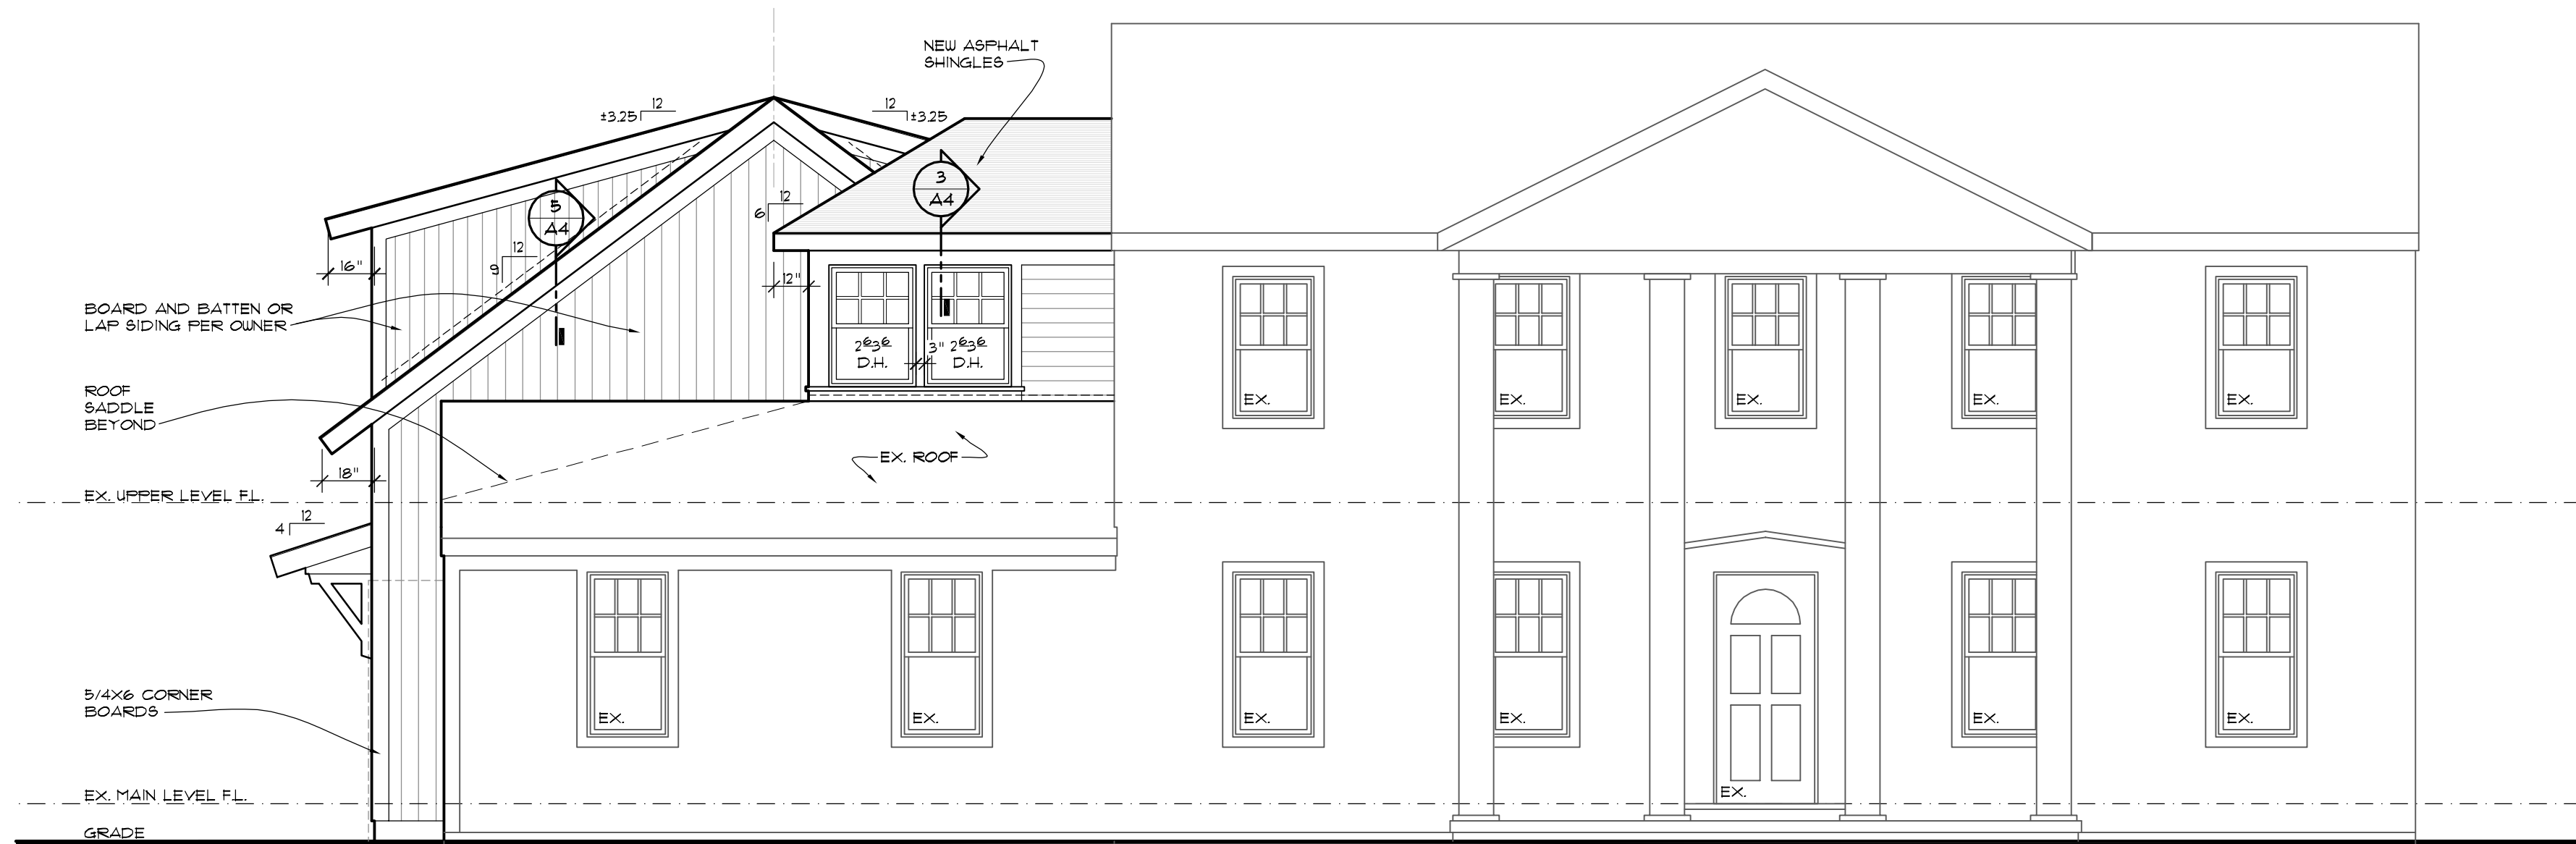 NEW ASPHALT
SHINGLES
12
±3.25
12
±3.25
3
A4
5
A4
12
6
12
9
16"
12"
BOARD AND BATTEN OR
LAP SIDING PER OWNER
2636
D.H.
3"
2636
D.H.
ROOF
SADDLE
BEYOND
EX.
EX.
EX.
EX.
EX.
EX. ROOF
18"
EX. UPPER LEVEL F.L.
12
4
5/4X6 CORNER
BOARDS
EX.
EX.
EX.
EX.
EX.
EX.
EX.
EX. MAIN LEVEL F.L.
GRADE